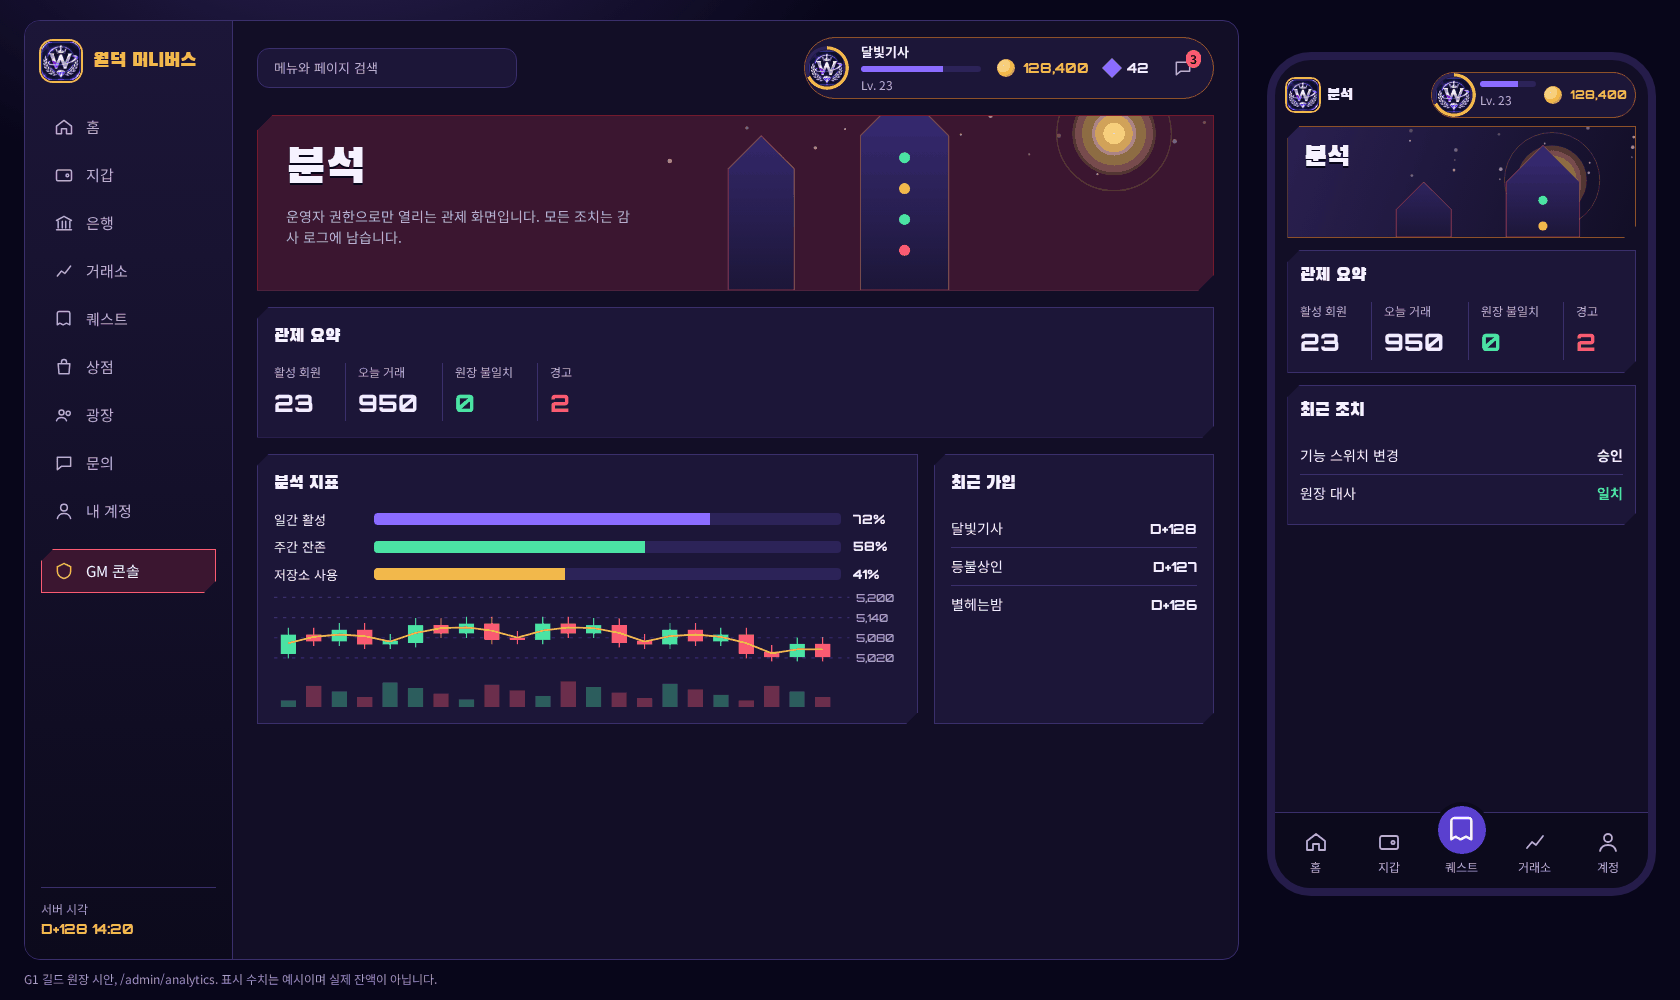 원덕 머니버스
홈
지갑
은행
거래소
퀘스트
상점
광장
문의
내 계정
GM 콘솔
서버 시각
D+128 14:20
메뉴와 페이지 검색
달빛기사
Lv. 23
128,400
42
3
분석
운영자 권한으로만 열리는 관제 화면입니다. 모든 조치는 감
사 로그에 남습니다.
관제 요약
활성 회원
오늘 거래
원장 불일치
경고
23
950
0
2
분석 지표
일간 활성
72%
주간 잔존
58%
저장소 사용
41%
5,200
5,140
5,080
5,020
최근 가입
달빛기사
D+128
등불상인
D+127
별헤는밤
D+126
분석
Lv. 23
128,400
분석
관제 요약
활성 회원
오늘 거래
원장 불일치
경고
23
950
0
2
최근 조치
기능 스위치 변경
승인
원장 대사
일치
홈
지갑
퀘스트
거래소
계정
G1 길드 원장 시안, /admin/analytics. 표시 수치는 예시이며 실제 잔액이 아닙니다.